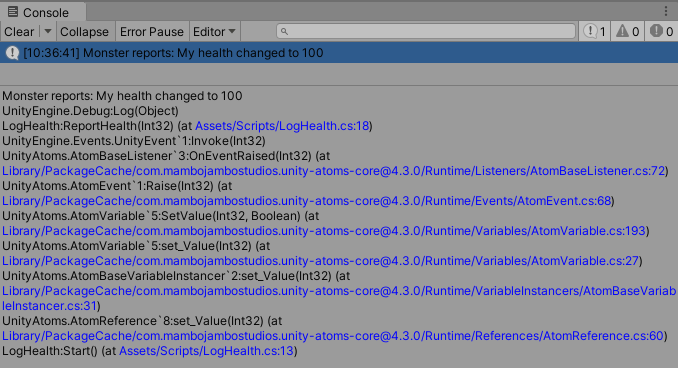 Console
Clear Collapse Error Pause Editor 1 0 0
[10:36:41] Monster reports: My health changed to 100
Monster reports: My health changed to 100
UnityEngine.Debug:Log(Object)
LogHealth:ReportHealth(Int32) (at Assets/Scripts/LogHealth.cs:18)
UnityEngine.Events.UnityEvent`1:Invoke(Int32)
UnityAtoms.AtomBaseListener`3:OnEventRaised(Int32) (at
Library/PackageCache/com.mambojambostudios.unity-atoms-core@4.3.0/Runtime/Listeners/AtomBaseListener.cs:72)
UnityAtoms.AtomEvent`1:Raise(Int32) (at
Library/PackageCache/com.mambojambostudios.unity-atoms-core@4.3.0/Runtime/Events/AtomEvent.cs:68)
UnityAtoms.AtomVariable`5:SetValue(Int32, Boolean) (at
Library/PackageCache/com.mambojambostudios.unity-atoms-core@4.3.0/Runtime/Variables/AtomVariable.cs:193)
UnityAtoms.AtomVariable`5:set_Value(Int32) (at
Library/PackageCache/com.mambojambostudios.unity-atoms-core@4.3.0/Runtime/Variables/AtomVariable.cs:27)
UnityAtoms.AtomBaseVariableInstancer`2:set_Value(Int32) (at
Library/PackageCache/com.mambojambostudios.unity-atoms-core@4.3.0/Runtime/VariableInstancers/AtomBaseVariab
leInstancer.cs:31)
UnityAtoms.AtomReference`8:set_Value(Int32) (at
Library/PackageCache/com.mambojambostudios.unity-atoms-core@4.3.0/Runtime/References/AtomReference.cs:60)
LogHealth:Start() (at Assets/Scripts/LogHealth.cs:13)